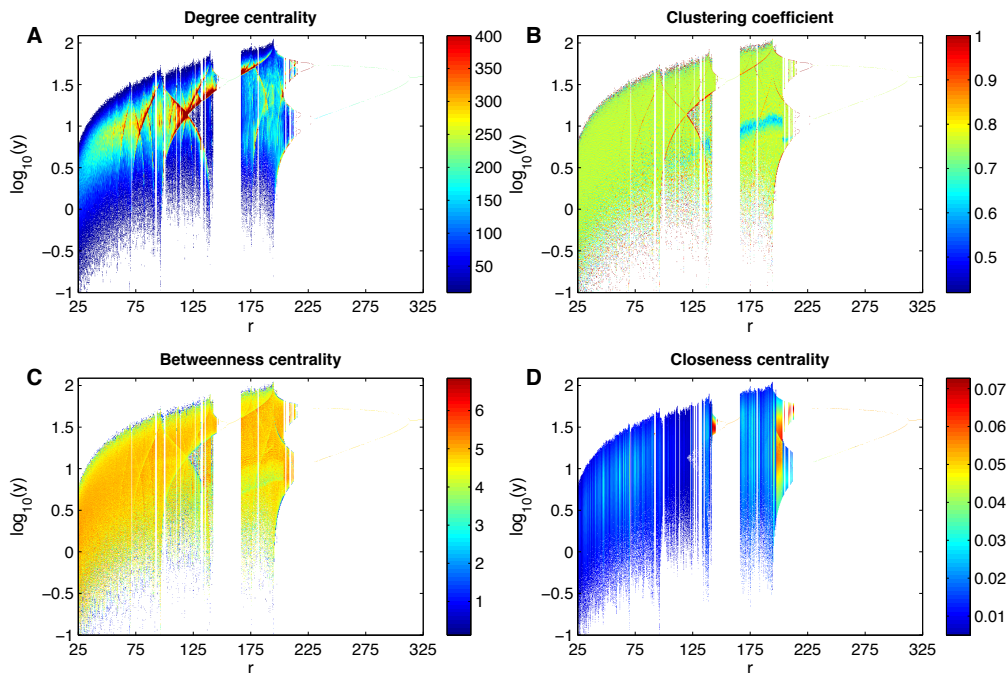 Degree centrality
A
log10(y)
2
1.5
1
0.5
0
−0.5
−1
25 75 125 175 225 275 325
r
400
350
300
250
200
150
100
50
Clustering coefficient
B
log10(y)
2
1.5
1
0.5
0
−0.5
−1
25 75 125 175 225 275 325
r
1
0.9
0.8
0.7
0.6
0.5
Betweenness centrality
C
log10(y)
2
1.5
1
0.5
0
−0.5
−1
25 75 125 175 225 275 325
r
6
5
4
3
2
1
Closeness centrality
D
log10(y)
2
1.5
1
0.5
0
−0.5
−1
25 75 125 175 225 275 325
r
0.07
0.06
0.05
0.04
0.03
0.02
0.01